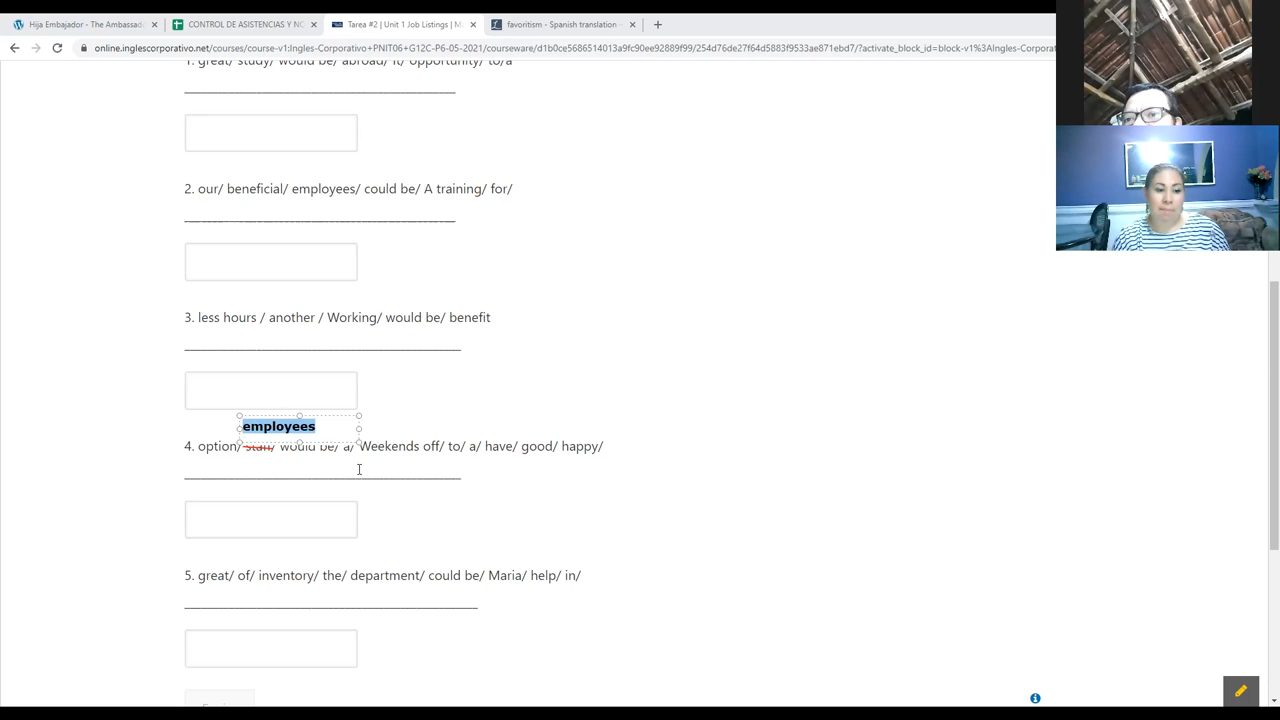 Hija Embajador - The Ambassad
CONTROL DE ASISTENCIAS Y NO
Tarea #2 | Unit 1 Job Listings | M
favoritism - Spanish translation -
online.inglescorporativo.net/courses/course-v1:Ingles-Corporativo+PNIT06+G12C-P6-05-2021/courseware/d1b0ce5686514013a9fc90ee92889f99/254d76de27f64d5883f9533ae871ebd7/?activate_block_id=block-v1%3AIngles-Corporat
1. great/ study/ would be/ abroad/ it/ opportunity/ to/a
2. our/ beneficial/ employees/ could be/ A training/ for/
3. less hours / another / Working/ would be/ benefit
employees
4. option/ staff/ would be/ a/ Weekends off/ to/ a/ have/ good/ happy/
5. great/ of/ inventory/ the/ department/ could be/ Maria/ help/ in/